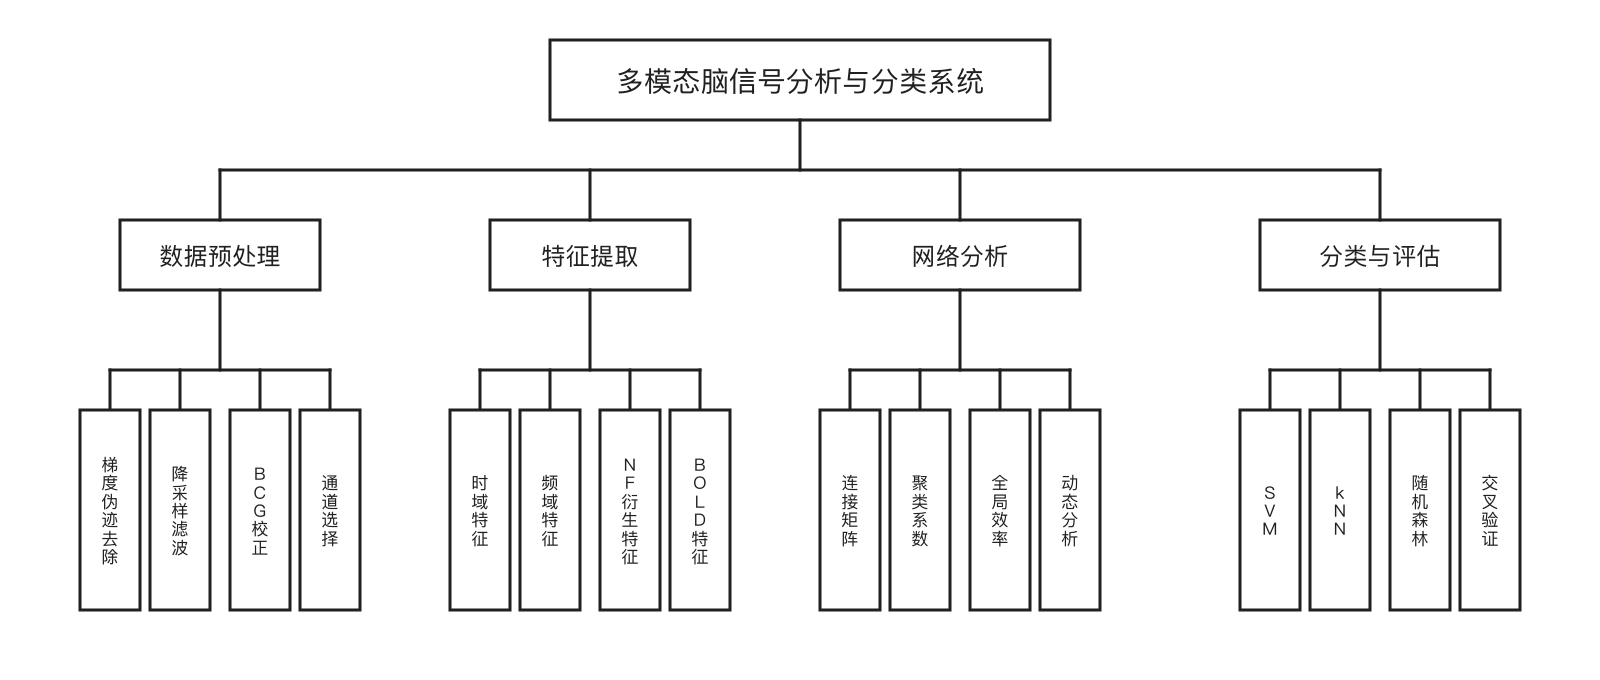 多模态脑信号分析与分类系统
数据预处理
特征提取
网络分析
分类与评估
梯度伪迹去除
降采样滤波
BCG校正
通道选择
时域特征
频域特征
NF衍生特征
BOLD特征
连接矩阵
聚类系数
全局效率
动态分析
SVM
kNN
随机森林
交叉验证